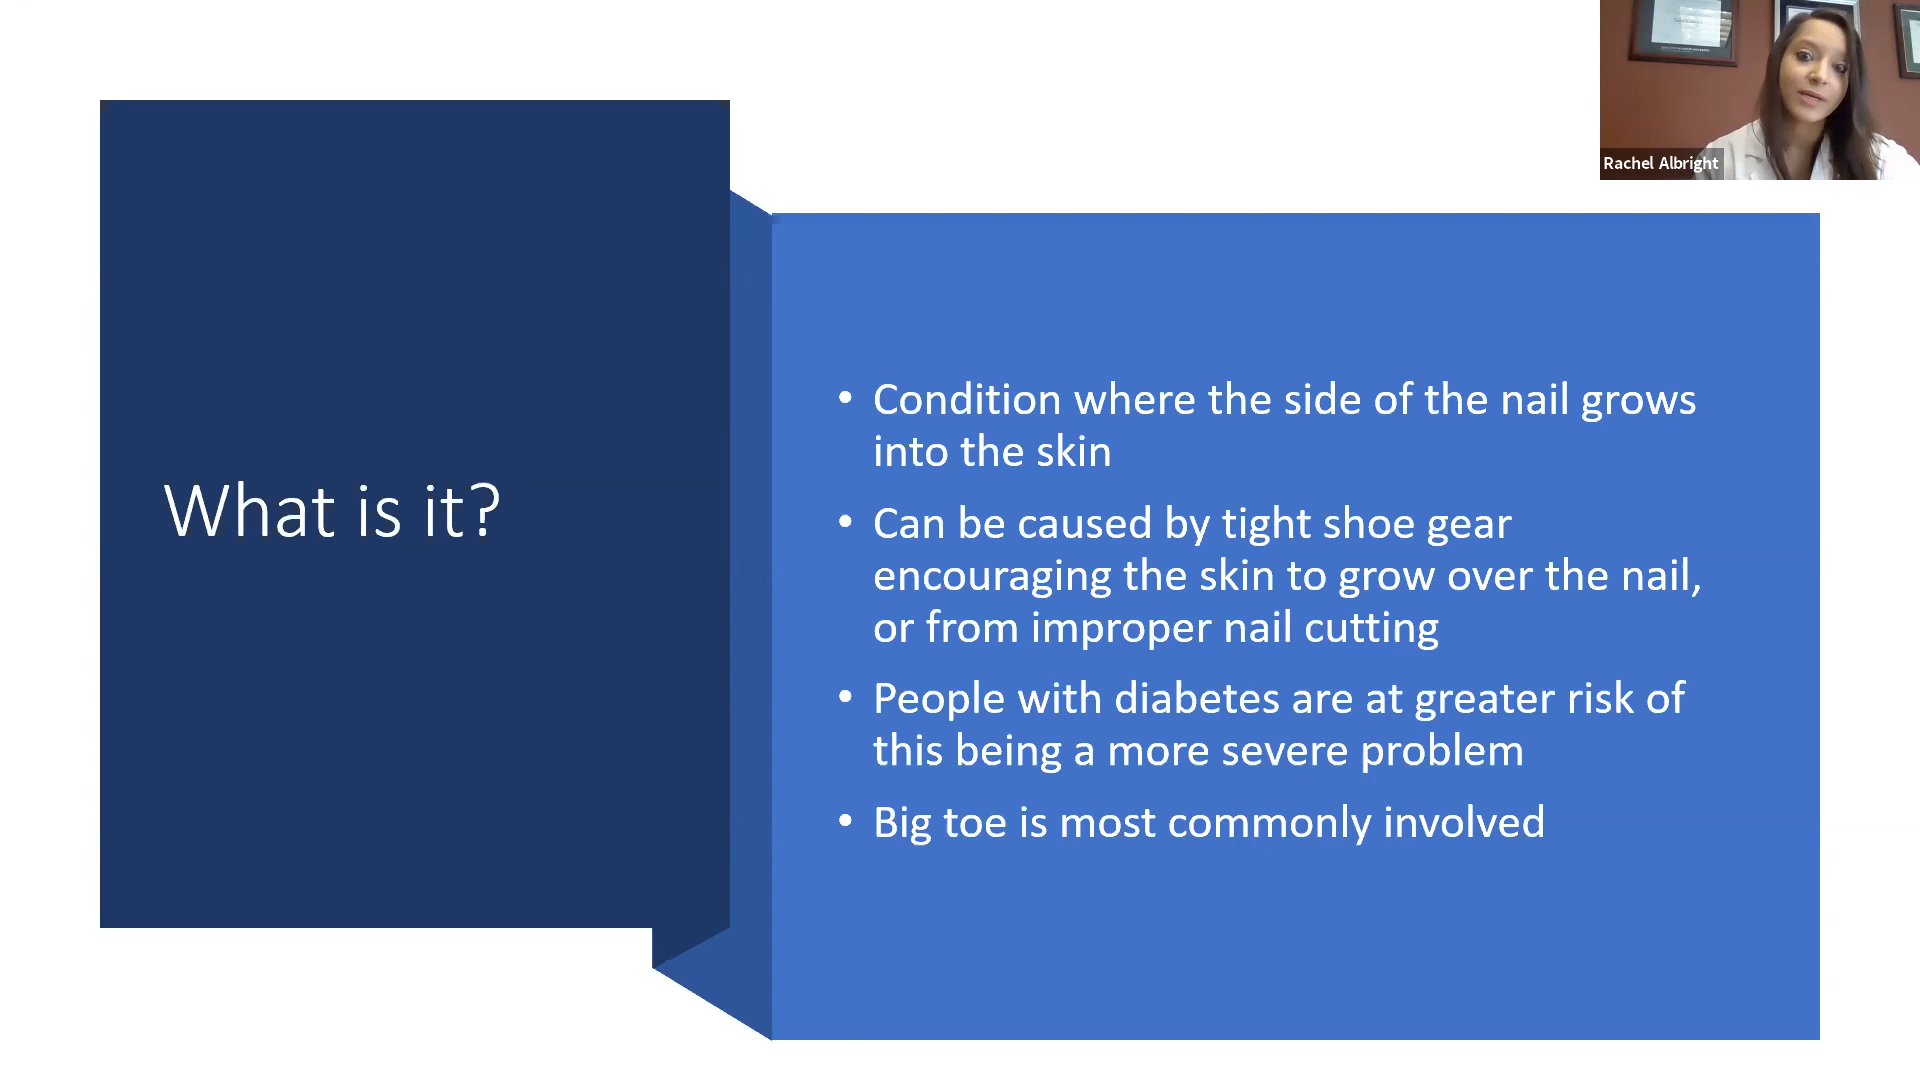 Rachel Albright
What is it?
• Condition where the side of the nail grows
into the skin
• Can be caused by tight shoe gear
encouraging the skin to grow over the nail,
or from improper nail cutting
• People with diabetes are at greater risk of
this being a more severe problem
• Big toe is most commonly involved